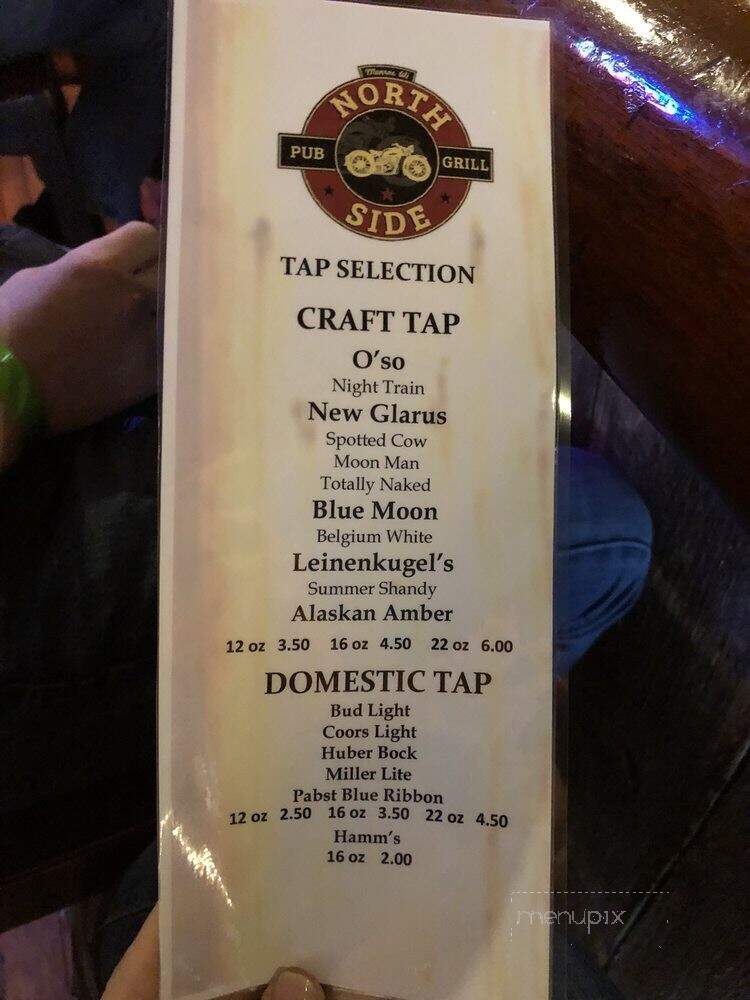 Monroe WI
NORTH
PUB GRILL
SIDE
TAP SELECTION
CRAFT TAP
O'so
Night Train
New Glarus
Spotted Cow
Moon Man
Totally Naked
Blue Moon
Belgium White
Leinenkugel's
Summer Shandy
Alaskan Amber
12 oz 3.50 16 oz 4.50 22 oz 6.00
DOMESTIC TAP
Bud Light
Coors Light
Huber Bock
Miller Lite
Pabst Blue Ribbon
12 oz 2.50 16 oz 3.50 22 oz 4.50
Hamm's
16 oz 2.00
menupix